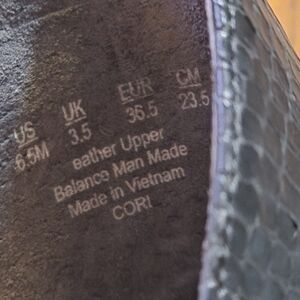 US UK EUR CM
6.5M 3.5 36.5 23.5
eather Upper
Balance Man Made
Made in Vietnam
CORI